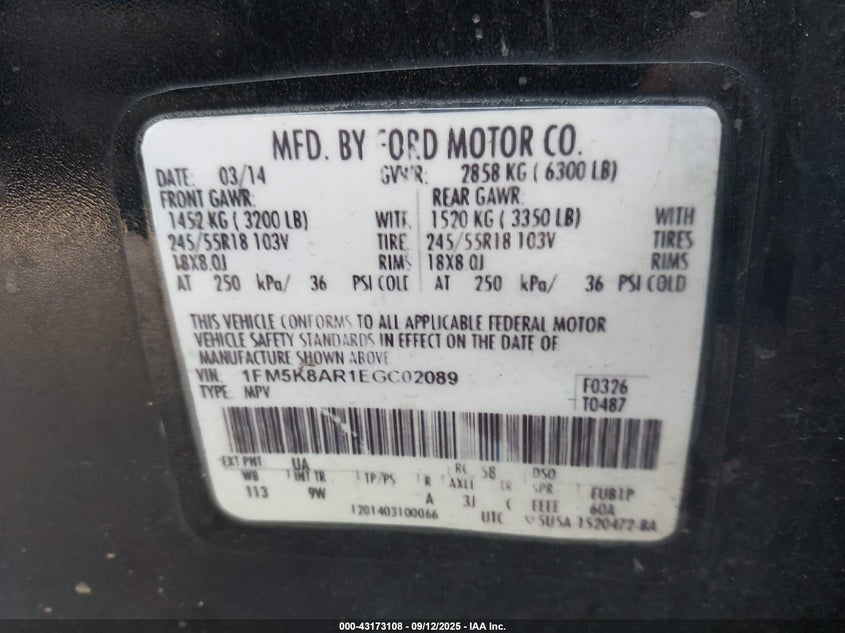 MFD. BY FORD MOTOR CO.
DATE: 03/14 GVWR: 2858 KG ( 6300 LB)
FRONT GAWR: REAR GAWR:
1452 KG ( 3200 LB) WITH 1520 KG ( 3350 LB) WITH
245/55R18 103V TIRE 245/55R18 103V TIRES
18X8.0J RIMS 18X8.0J RIMS
AT 250 kPa/ 36 PSI COLD AT 250 kPa/ 36 PSI COLD
THIS VEHICLE CONFORMS TO ALL APPLICABLE FEDERAL MOTOR
VEHICLE SAFETY STANDARDS IN EFFECT ON THE DATE OF
MANUFACTURE SHOWN ABOVE
VIN: 1FM5K8AR1EGC02089 F0326
TYPE: MPV T0487
EXT PNT: UA RC 58 DSO
WB INT TR TP/PS R AXLE TR SPR EUB1P
113 9W A 3J C 60A
1201403100066 UTC SUSA 1520472-BA
000-43173108 - 09/12/2025 - IAA Inc.